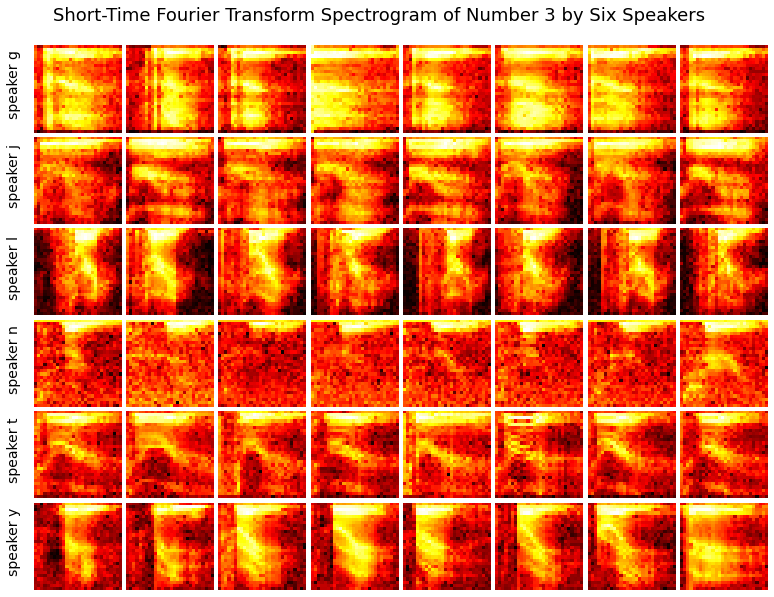 Short-Time Fourier Transform Spectrogram of Number 3 by Six Speakers
speaker g
speaker j
speaker l
speaker n
speaker t
speaker y